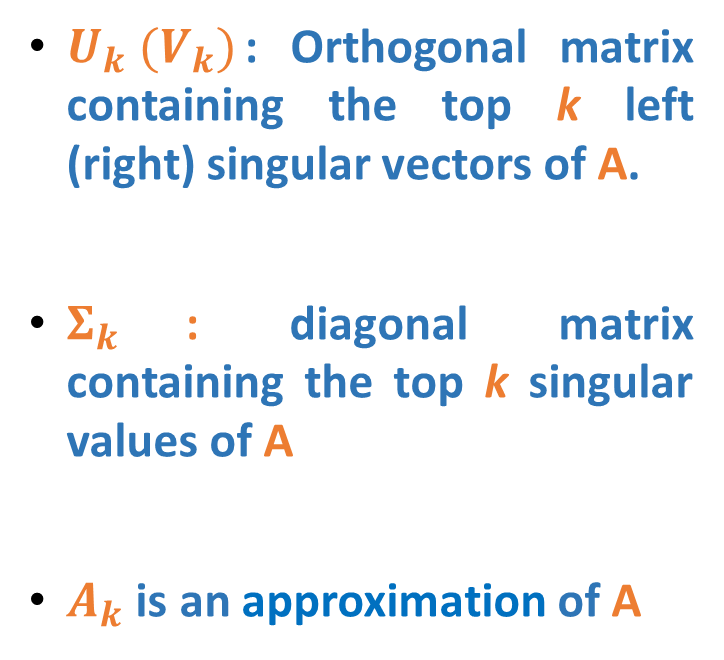 • U_k (V_k) : Orthogonal matrix
containing the top k left
(right) singular vectors of A.
• Σ_k : diagonal matrix
containing the top k singular
values of A
• A_k is an approximation of A